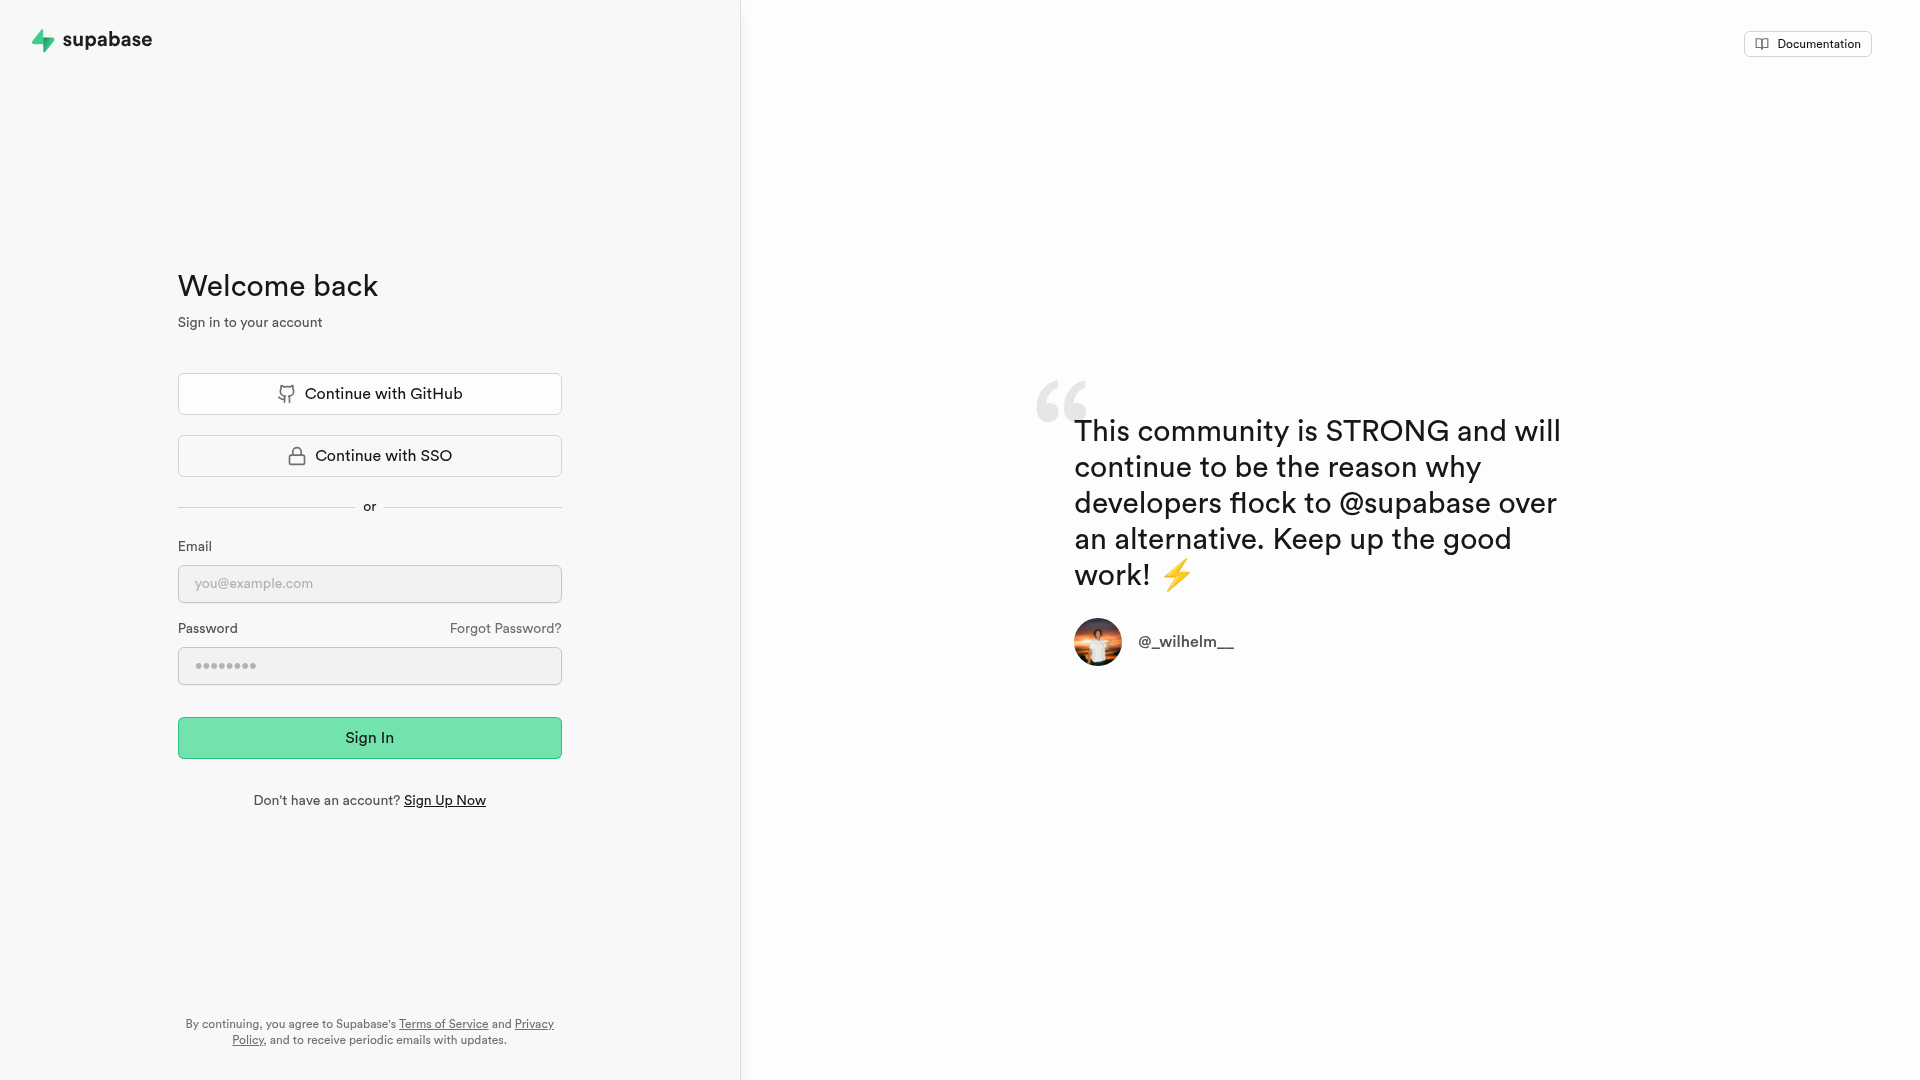 supabase
Documentation
Welcome back
Sign in to your account
Continue with GitHub
Continue with SSO
or
Email
you@example.com
Password
Forgot Password?
••••••••
Sign In
Don't have an account? Sign Up Now
By continuing, you agree to Supabase's Terms of Service and Privacy
Policy, and to receive periodic emails with updates.
“
This community is STRONG and will
continue to be the reason why
developers flock to @supabase over
an alternative. Keep up the good
work! ⚡
@_wilhelm__